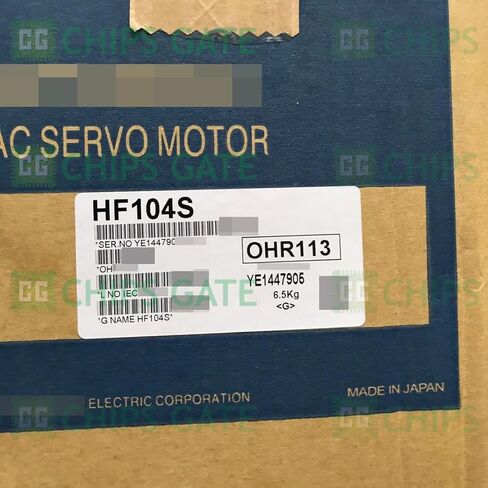 AC SERVO MOTOR
HF104S
*SER.NO YE144790
OHR113
*OH
YE1447905
*L NO IEC
6.5Kg
<G>
*G NAME HF104S*
ELECTRIC CORPORATION
MADE IN JAPAN
CHIPS GATE